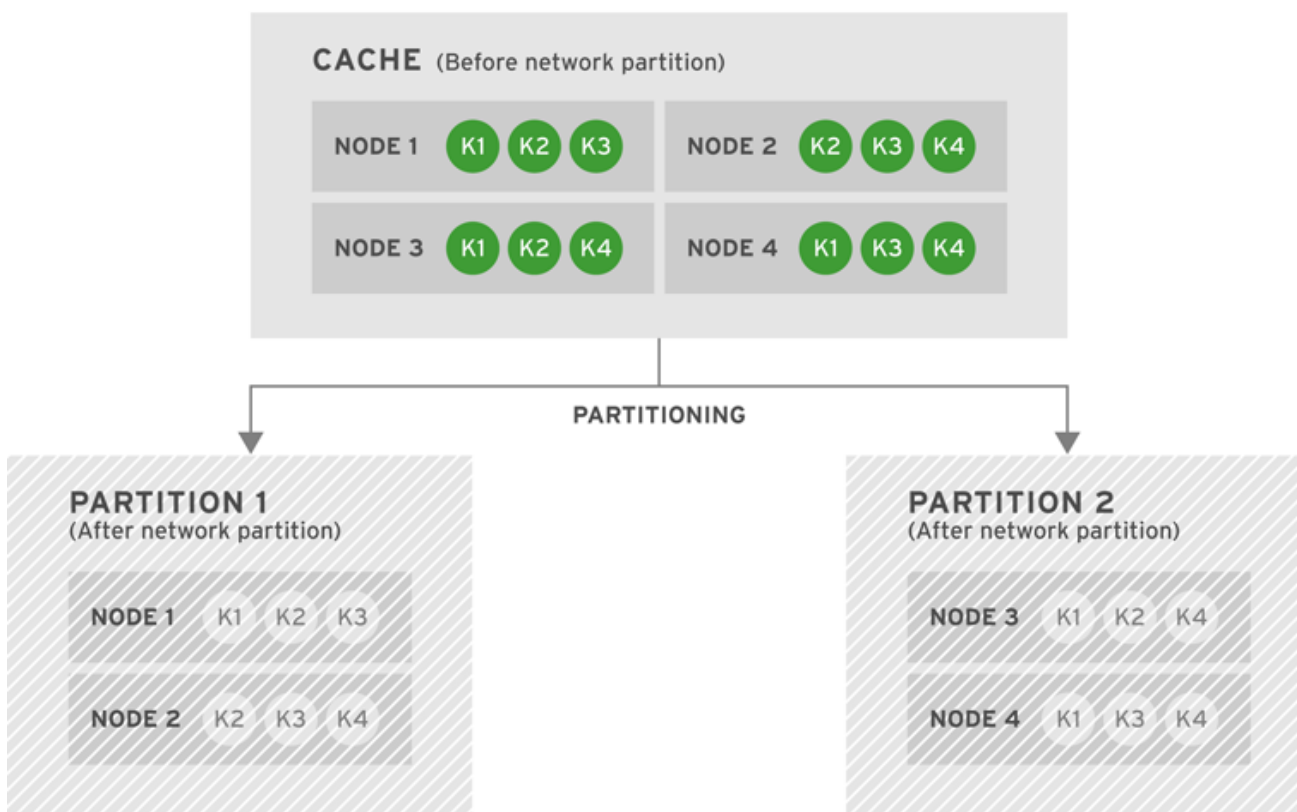 CACHE (Before network partition)
NODE 1 K1 K2 K3 NODE 2 K2 K3 K4
NODE 3 K1 K2 K4 NODE 4 K1 K3 K4
PARTITIONING
PARTITION 1
(After network partition)
NODE 1 K1 K2 K3
NODE 2 K2 K3 K4
PARTITION 2
(After network partition)
NODE 3 K1 K2 K4
NODE 4 K1 K3 K4